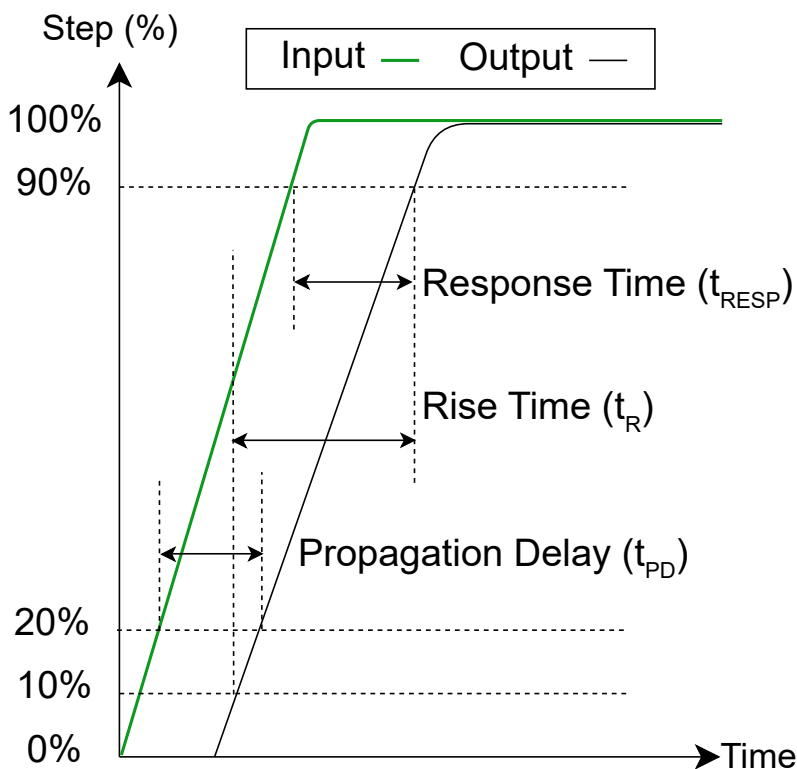 Step (%)
Input Output
100%
90%
Response Time (tRESP)
Rise Time (tR)
Propagation Delay (tPD)
20%
10%
0%
Time